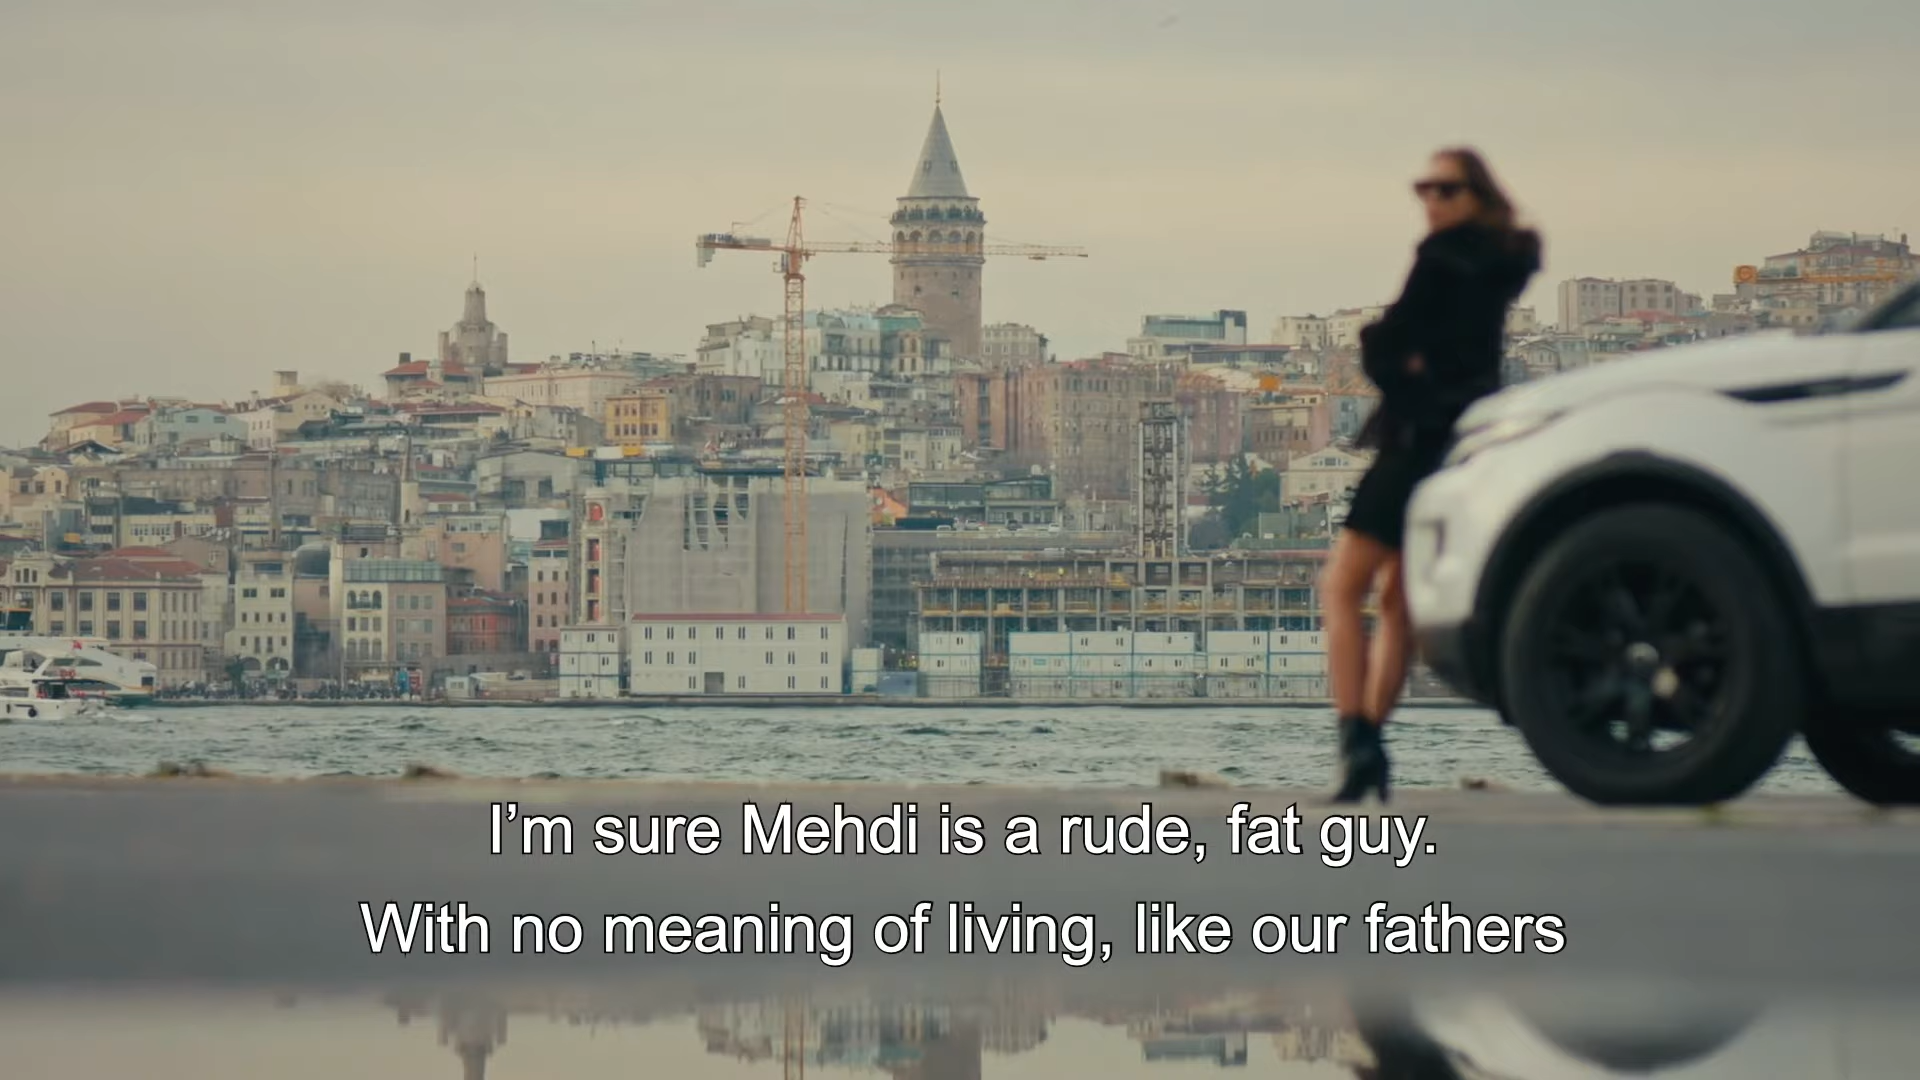 I’m sure Mehdi is a rude, fat guy.
With no meaning of living, like our fathers